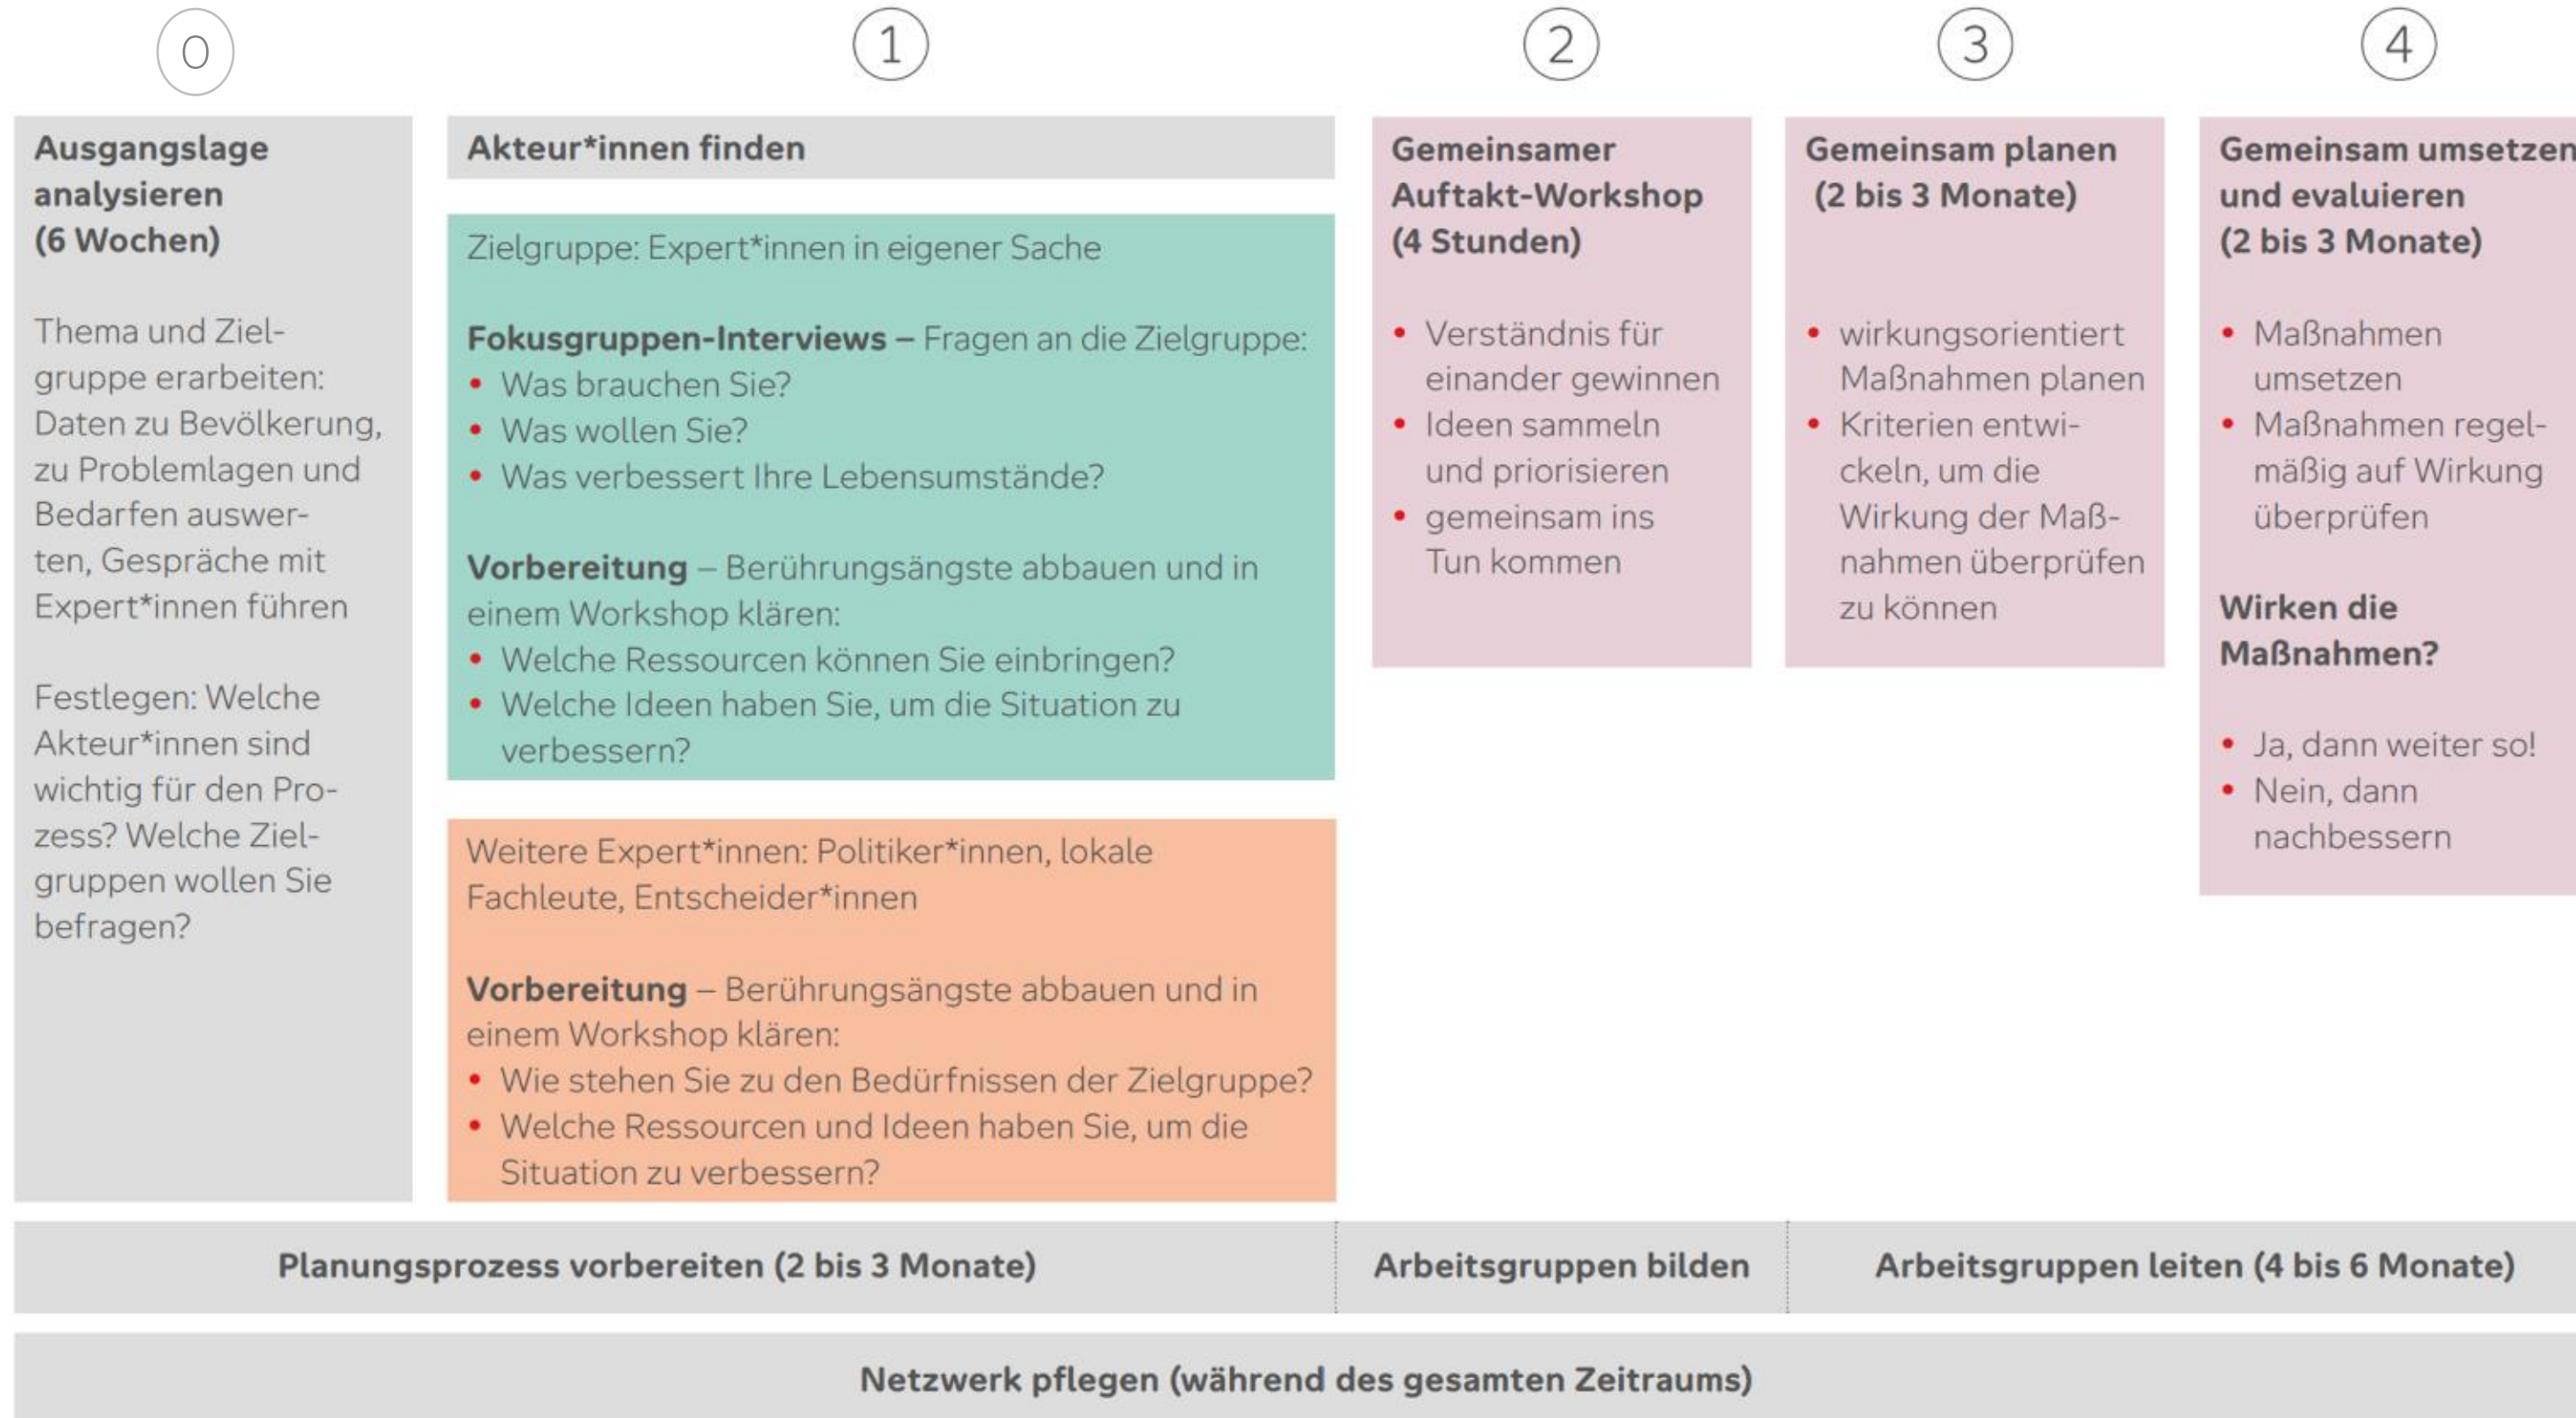 0
Ausgangslage
analysieren
(6 Wochen)
Thema und Ziel-
gruppe erarbeiten:
Daten zu Bevölkerung,
zu Problemlagen und
Bedarfen auswer-
ten, Gespräche mit
Expert*innen führen
Festlegen: Welche
Akteur*innen sind
wichtig für den Pro-
zess? Welche Ziel-
gruppen wollen Sie
befragen?
1
Akteur*innen finden
Zielgruppe: Expert*innen in eigener Sache
Fokusgruppen-Interviews – Fragen an die Zielgruppe:
• Was brauchen Sie?
• Was wollen Sie?
• Was verbessert Ihre Lebensumstände?
Vorbereitung – Berührungsängste abbauen und in
einem Workshop klären:
• Welche Ressourcen können Sie einbringen?
• Welche Ideen haben Sie, um die Situation zu
verbessern?
Weitere Expert*innen: Politiker*innen, lokale
Fachleute, Entscheider*innen
Vorbereitung – Berührungsängste abbauen und in
einem Workshop klären:
• Wie stehen Sie zu den Bedürfnissen der Zielgruppe?
• Welche Ressourcen und Ideen haben Sie, um die
Situation zu verbessern?
2
Gemeinsamer
Auftakt-Workshop
(4 Stunden)
• Verständnis für
einander gewinnen
• Ideen sammeln
und priorisieren
• gemeinsam ins
Tun kommen
3
Gemeinsam planen
(2 bis 3 Monate)
• wirkungsorientiert
Maßnahmen planen
• Kriterien entwi-
ckeln, um die
Wirkung der Maß-
nahmen überprüfen
zu können
4
Gemeinsam umsetzen
und evaluieren
(2 bis 3 Monate)
• Maßnahmen
umsetzen
• Maßnahmen regel-
mäßig auf Wirkung
überprüfen
Wirken die
Maßnahmen?
• Ja, dann weiter so!
• Nein, dann
nachbessern
Planungsprozess vorbereiten (2 bis 3 Monate)
Arbeitsgruppen bilden
Arbeitsgruppen leiten (4 bis 6 Monate)
Netzwerk pflegen (während des gesamten Zeitraums)